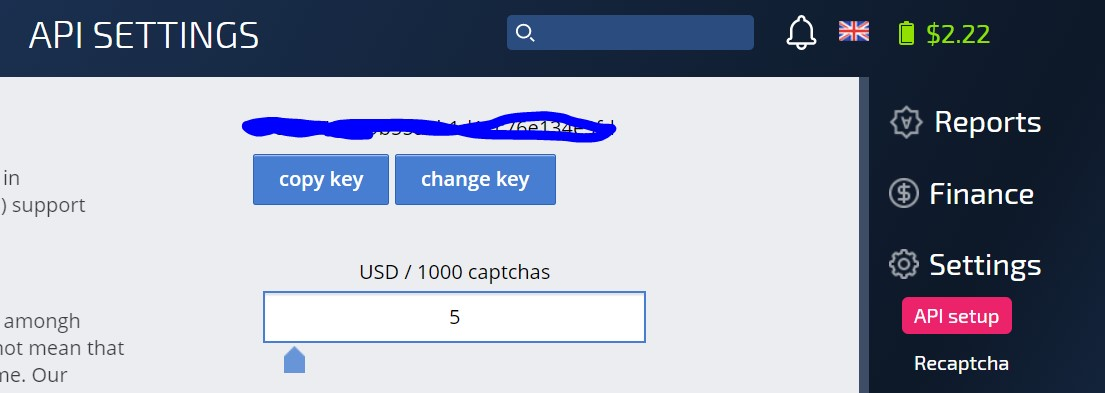 API SETTINGS
$2.22
copy key
change key
in
) support
USD / 1000 captchas
5
amongh
not mean that
me. Our
Reports
Finance
Settings
API setup
Recaptcha